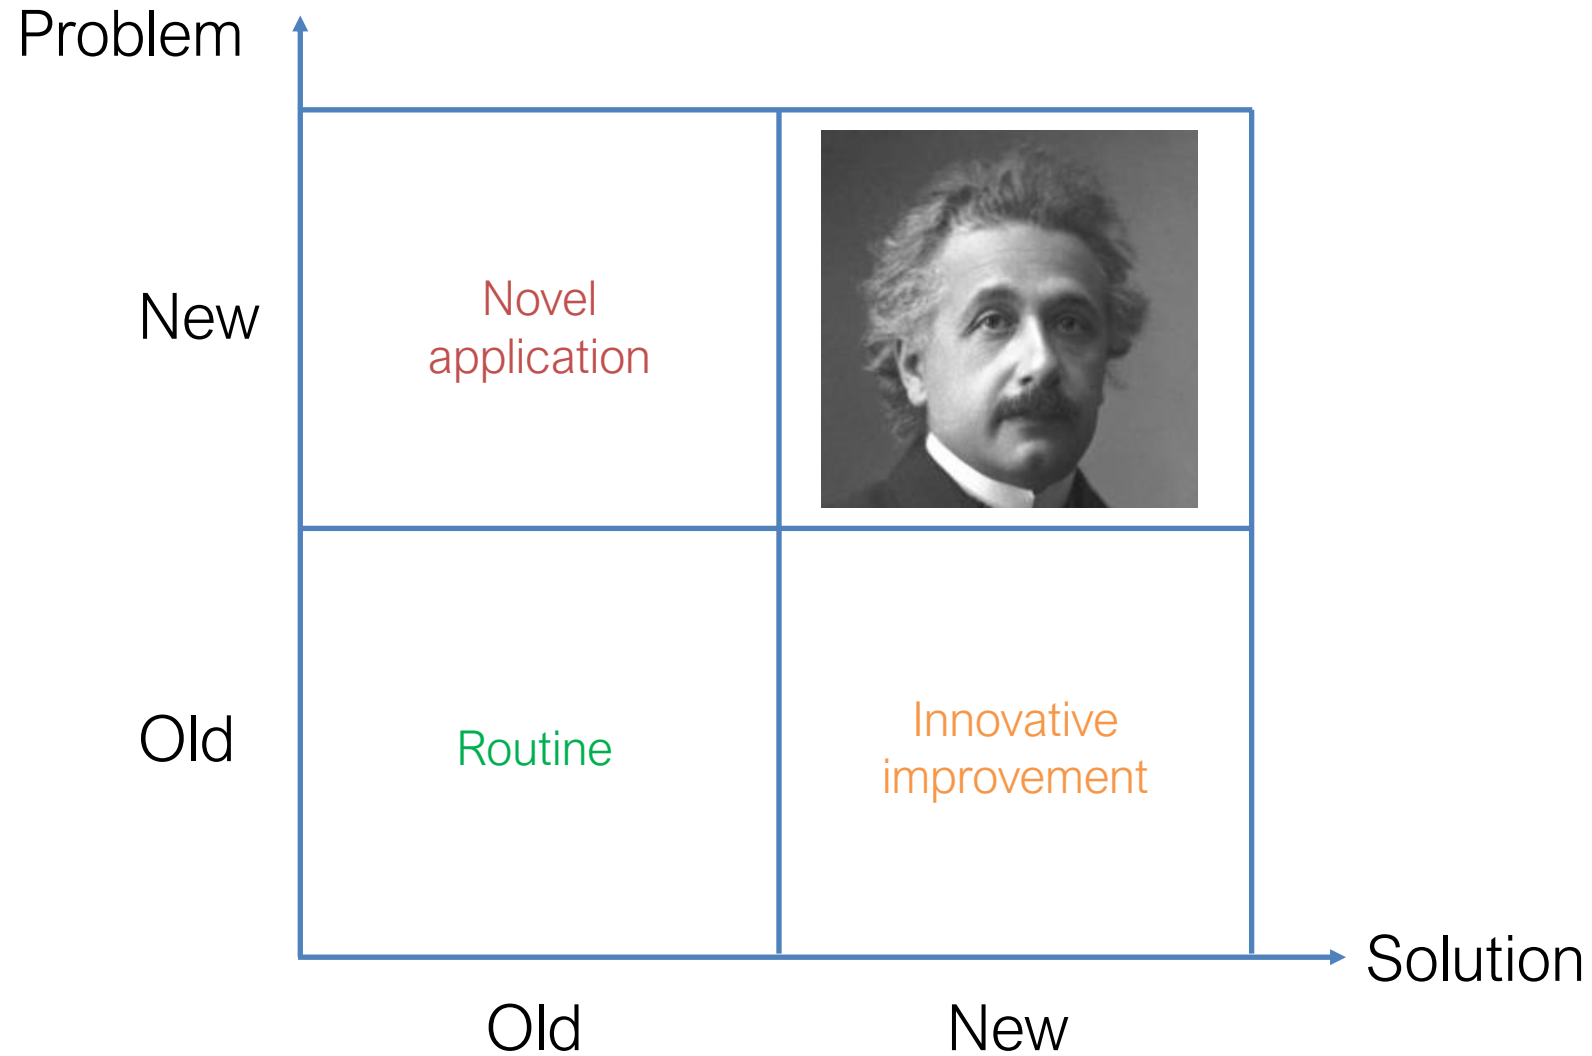 Problem
New
Novel
application
Old
Routine
Innovative
improvement
Solution
Old
New